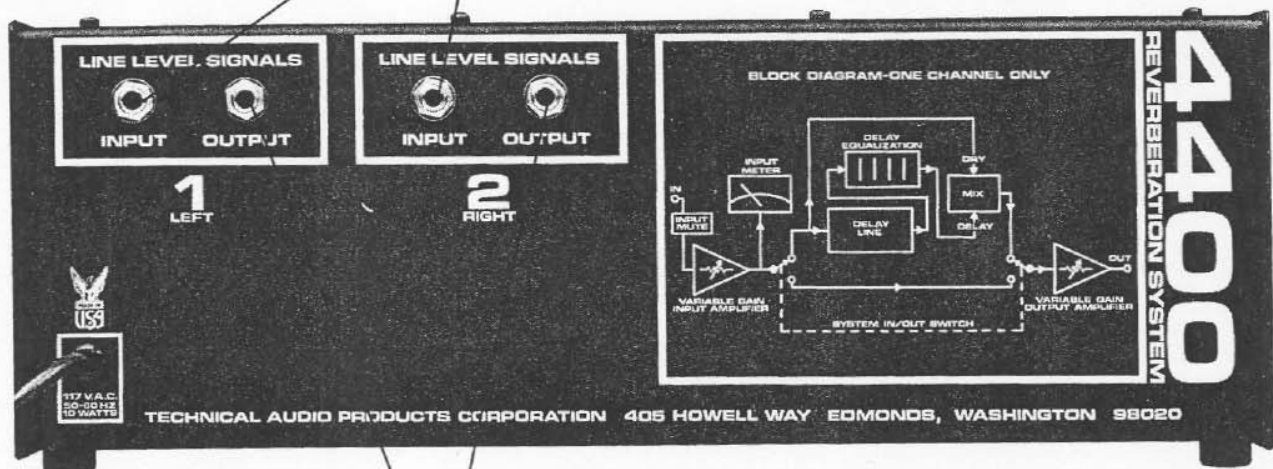 LINE LEVEL SIGNALS
INPUT OUTPUT
1
LEFT
LINE LEVEL SIGNALS
INPUT OUTPUT
2
RIGHT
BLOCK DIAGRAM-ONE CHANNEL ONLY
DELAY
EQUALIZATION
DRY
INPUT
METER
MIX
IN
INPUT
MUTE
DELAY
LINE
DELAY
OUT
VARIABLE GAIN
INPUT AMPLIFIER
VARIABLE GAIN
OUTPUT AMPLIFIER
SYSTEM IN/OUT SWITCH
4400
REVERBERATION SYSTEM
USA
117 V.A.C.
50-60 HZ
10 WATTS
TECHNICAL AUDIO PRODUCTS CORPORATION 405 HOWELL WAY EDMONDS, WASHINGTON 98020